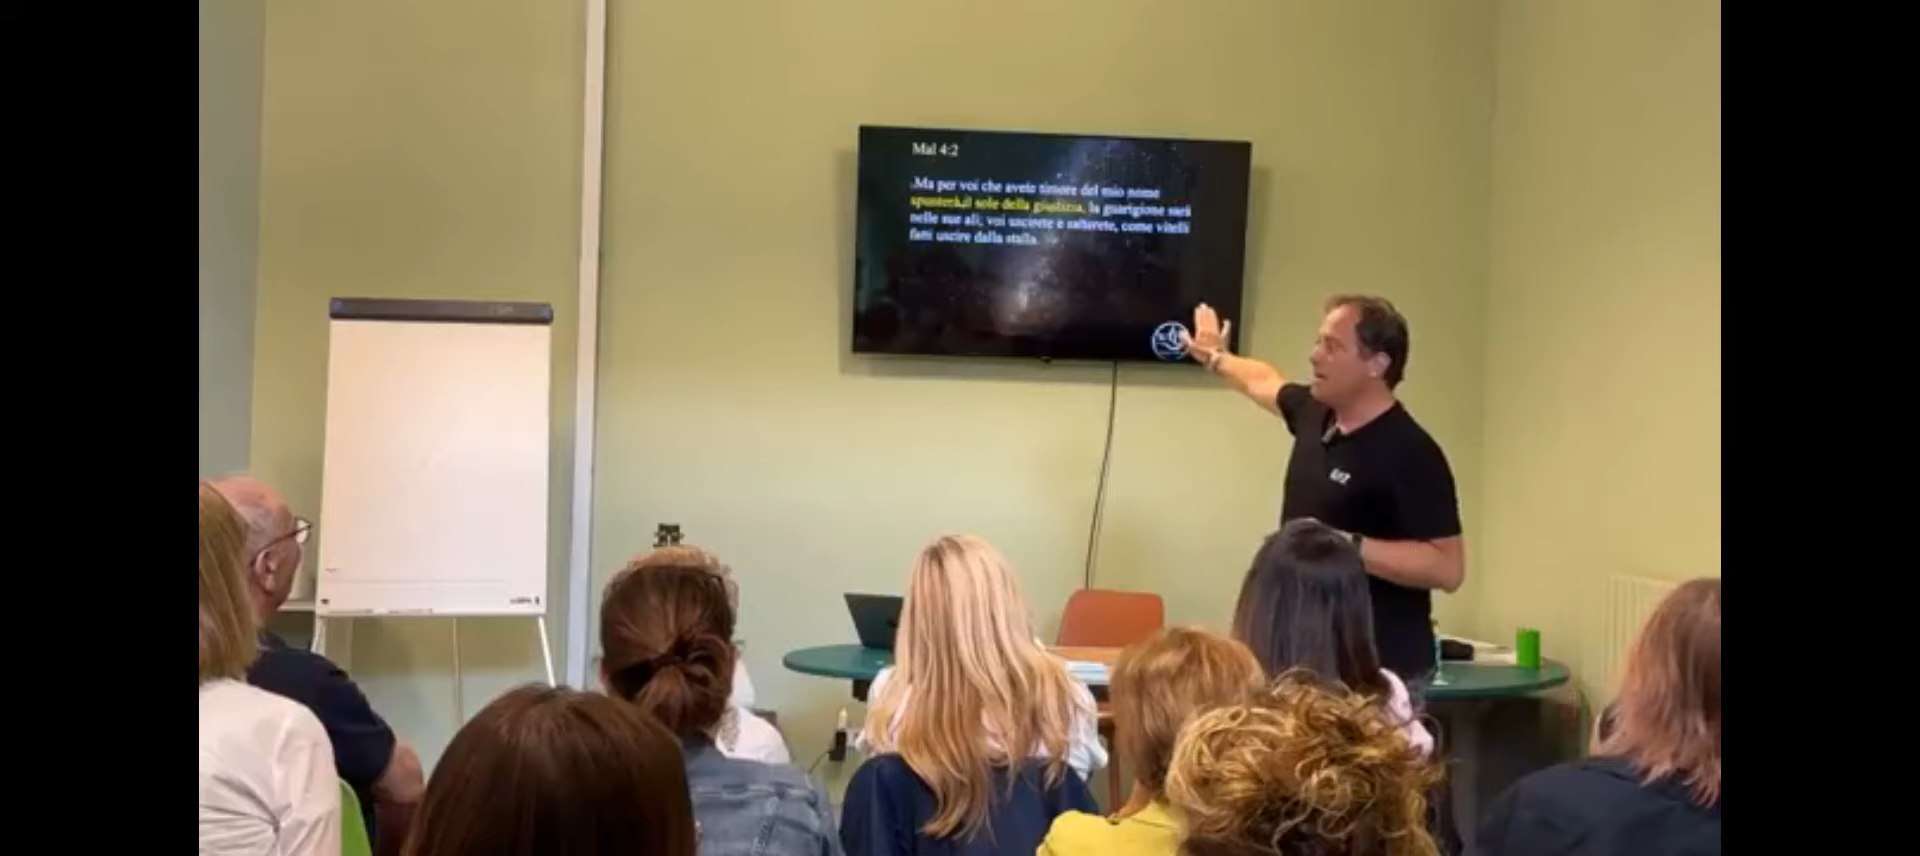 Mal 4:2
.Ma per voi che avete timore del mio nome
spunterà il sole della giustizia, la guarigione sarà
nelle sue ali; voi uscirete e salterete, come vitelli
fatti uscire dalla stalla.